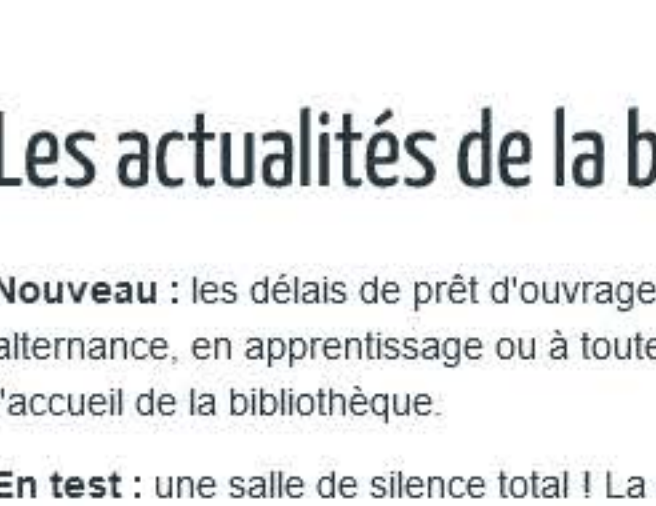 Les actualités de la b
Nouveau : les délais de prêt d'ouvrage
alternance, en apprentissage ou à toute
l'accueil de la bibliothèque.
En test : une salle de silence total ! La